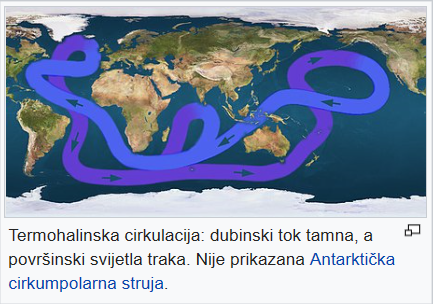 Termohalinska cirkulacija: dubinski tok tamna, a
površinski svijetla traka. Nije prikazana Antarktička
cirkumpolarna struja.